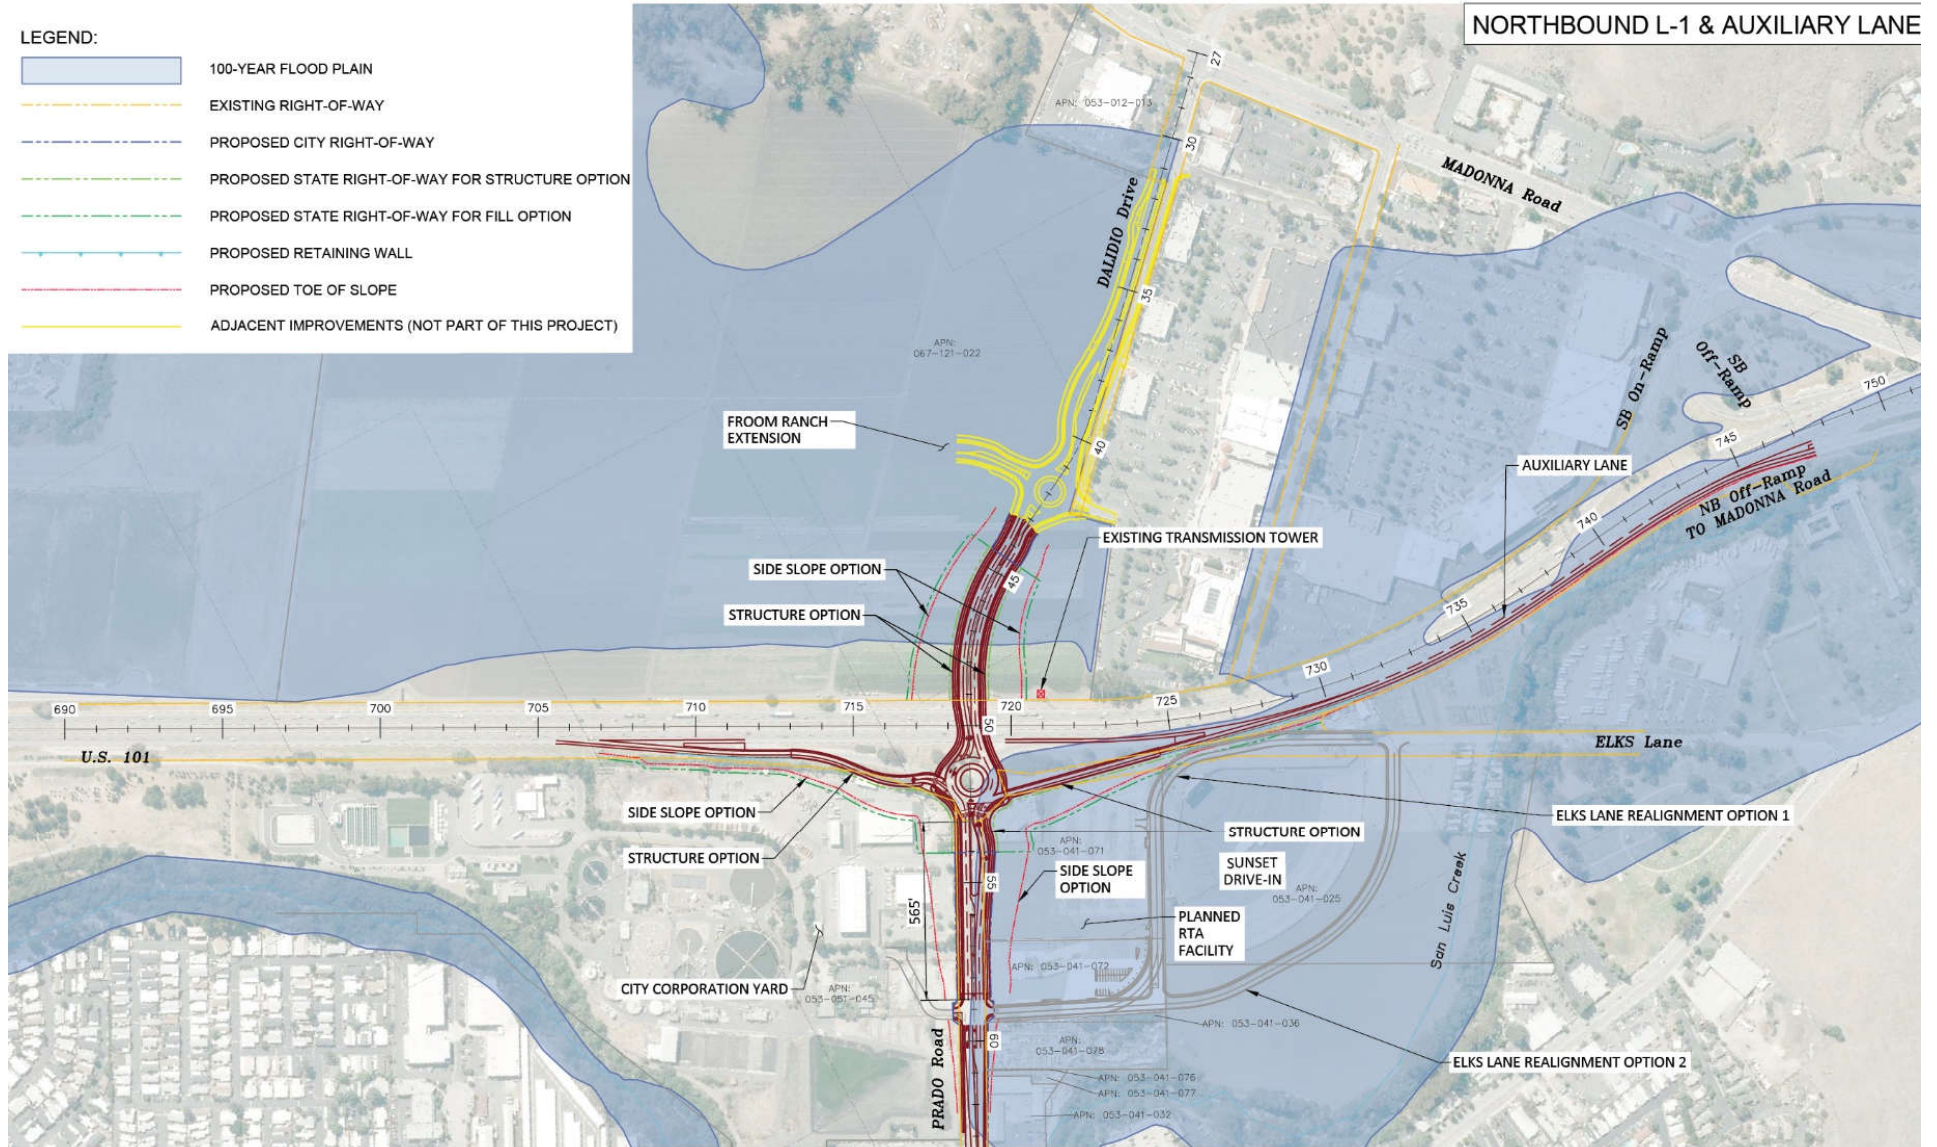 NORTHBOUND L-1 & AUXILIARY LANE
LEGEND:
100-YEAR FLOOD PLAIN
EXISTING RIGHT-OF-WAY
PROPOSED CITY RIGHT-OF-WAY
PROPOSED STATE RIGHT-OF-WAY FOR STRUCTURE OPTION
PROPOSED STATE RIGHT-OF-WAY FOR FILL OPTION
PROPOSED RETAINING WALL
PROPOSED TOE OF SLOPE
ADJACENT IMPROVEMENTS (NOT PART OF THIS PROJECT)
27
APN: 053-012-013
30
MADONNA Road
DALIDIO Drive
35
APN:
067-121-022
SB On-Ramp
SB
Off-Ramp
750
745
FROOM RANCH
EXTENSION
40
AUXILIARY LANE
NB Off-Ramp
TO MADONNA Road
740
EXISTING TRANSMISSION TOWER
SIDE SLOPE OPTION
45
735
STRUCTURE OPTION
730
690
695
700
705
710
715
720
725
50
U.S. 101
ELKS Lane
SIDE SLOPE OPTION
STRUCTURE OPTION
ELKS LANE REALIGNMENT OPTION 1
STRUCTURE OPTION
APN:
053-041-071
SIDE SLOPE
OPTION
SUNSET
DRIVE-IN
APN:
053-041-025
55
565'
PLANNED
RTA
FACILITY
San Luis Creek
APN: 053-041-072
CITY CORPORATION YARD
APN:
053-051-045
APN: 053-041-036
60
PRADO Road
APN:
053-041-078
ELKS LANE REALIGNMENT OPTION 2
APN: 053-041-076
APN: 053-041-077
APN: 053-041-032